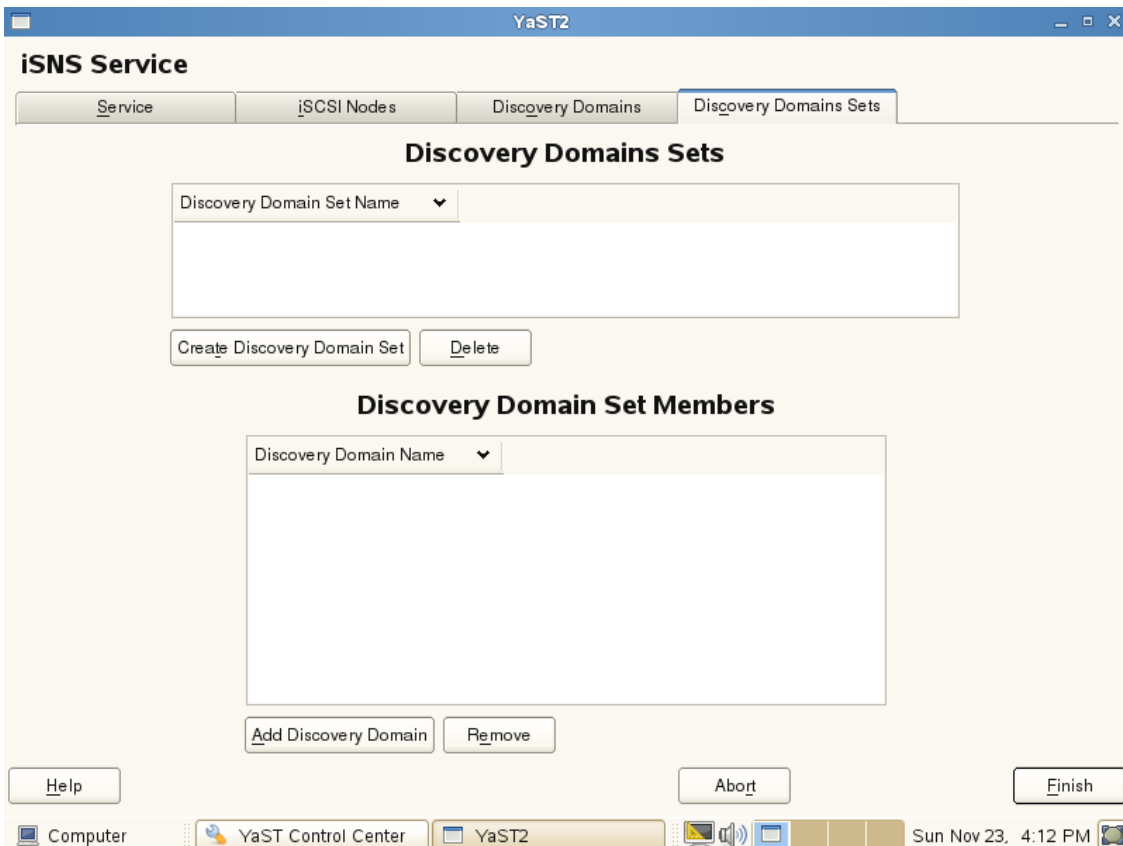 YaST2
iSNS Service
Service iSCSI Nodes Discovery Domains Discovery Domains Sets
Discovery Domains Sets
Discovery Domain Set Name
Create Discovery Domain Set Delete
Discovery Domain Set Members
Discovery Domain Name
Add Discovery Domain Remove
Help Abort Finish
Computer YaST Control Center YaST2 Sun Nov 23, 4:12 PM